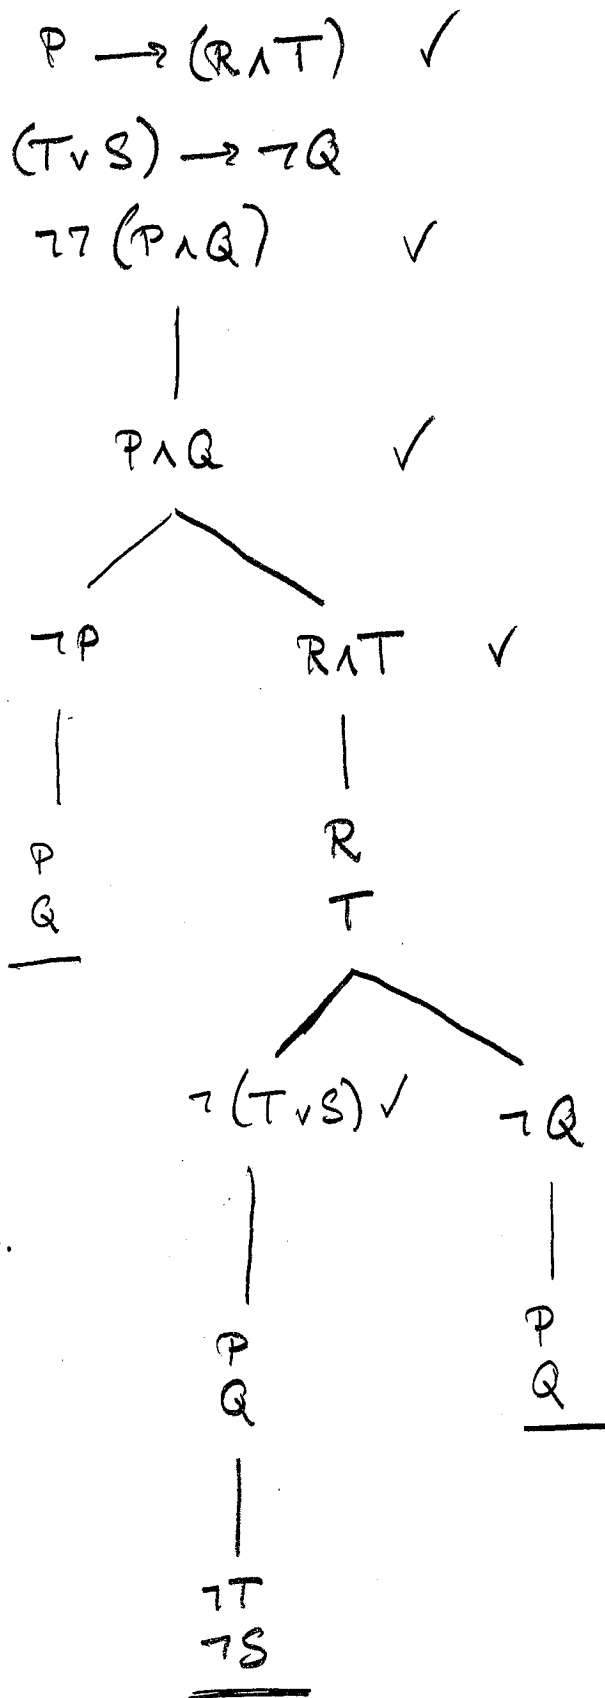 P → (R∧T) ✓
(T∨S) → ¬Q
¬¬(P∧Q) ✓
P∧Q ✓
¬P R∧T ✓
P
Q
R
T
¬(T∨S) ✓ ¬Q
P
Q
P
Q
¬T
¬S